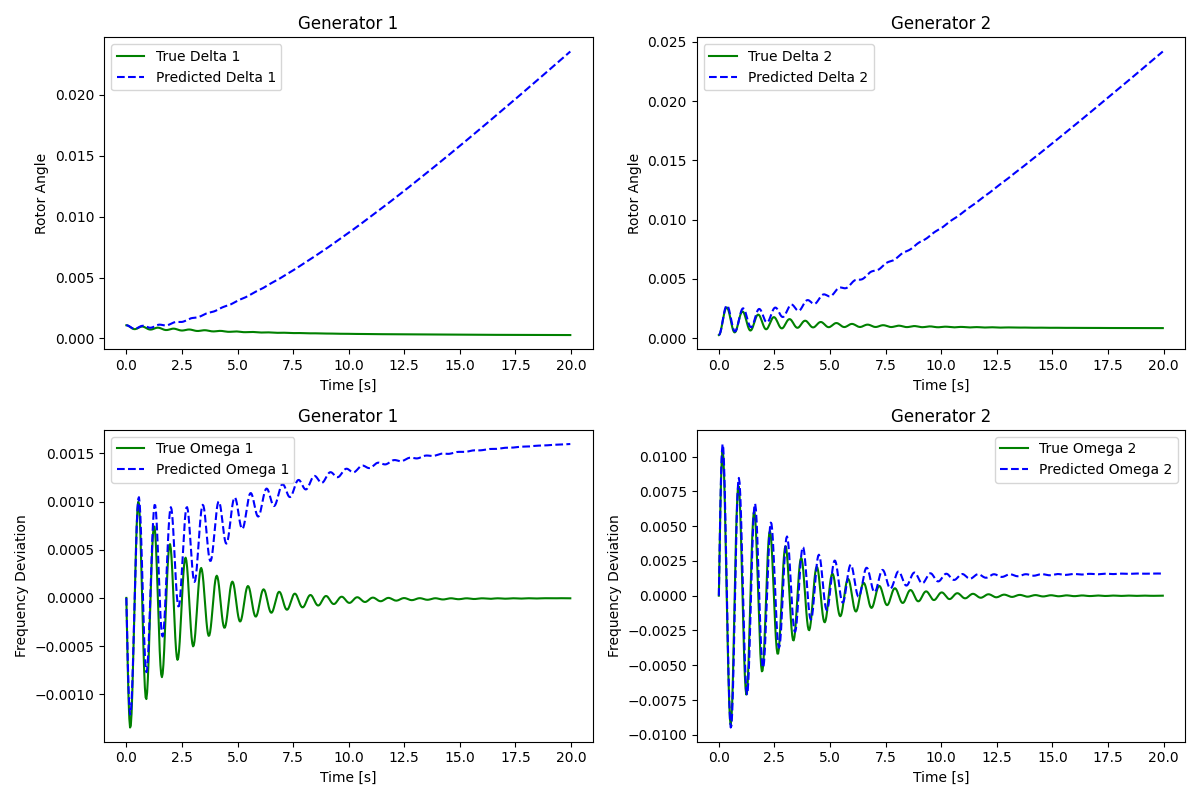 Generator 1
True Delta 1
Predicted Delta 1
Rotor Angle
0.020
0.015
0.010
0.005
0.000
0.0 2.5 5.0 7.5 10.0 12.5 15.0 17.5 20.0
Time [s]
Generator 2
True Delta 2
Predicted Delta 2
Rotor Angle
0.025
0.020
0.015
0.010
0.005
0.000
0.0 2.5 5.0 7.5 10.0 12.5 15.0 17.5 20.0
Time [s]
Generator 1
True Omega 1
Predicted Omega 1
Frequency Deviation
0.0015
0.0010
0.0005
0.0000
−0.0005
−0.0010
0.0 2.5 5.0 7.5 10.0 12.5 15.0 17.5 20.0
Time [s]
Generator 2
True Omega 2
Predicted Omega 2
Frequency Deviation
0.0100
0.0075
0.0050
0.0025
0.0000
−0.0025
−0.0050
−0.0075
−0.0100
0.0 2.5 5.0 7.5 10.0 12.5 15.0 17.5 20.0
Time [s]